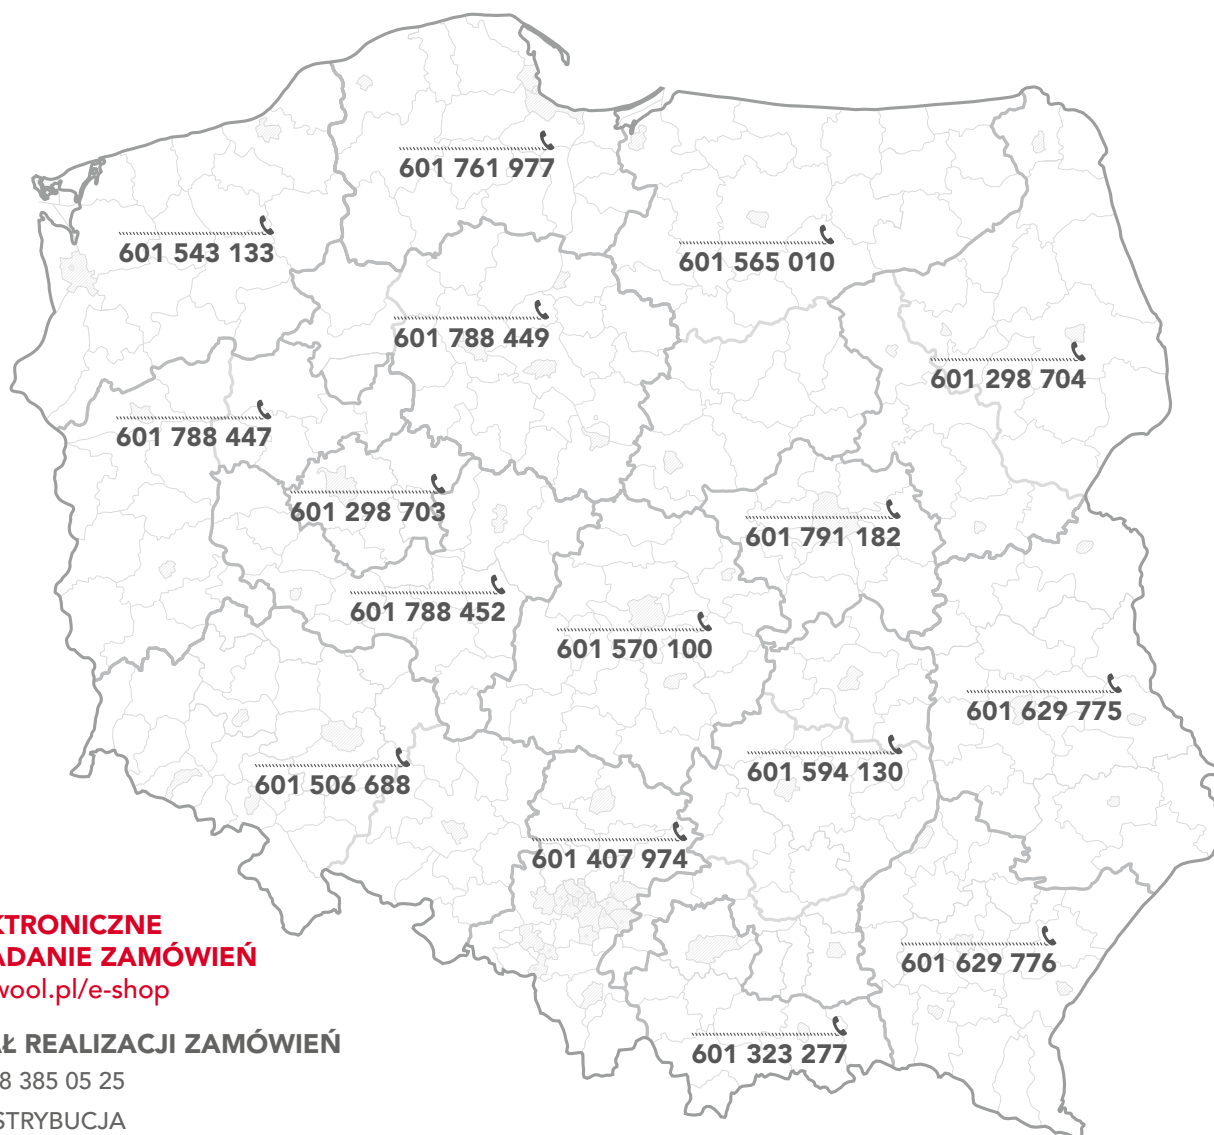 601 761 977
601 543 133
601 565 010
601 788 449
601 298 704
601 788 447
601 298 703
601 791 182
601 788 452
601 570 100
601 629 775
601 594 130
601 506 688
601 407 974
KTRONICZNE
ADANIE ZAMÓWIEŃ
wool.pl/e-shop
601 629 776
AŁ REALIZACJI ZAMÓWIEŃ
601 323 277
8 385 05 25
STRYBUCJA